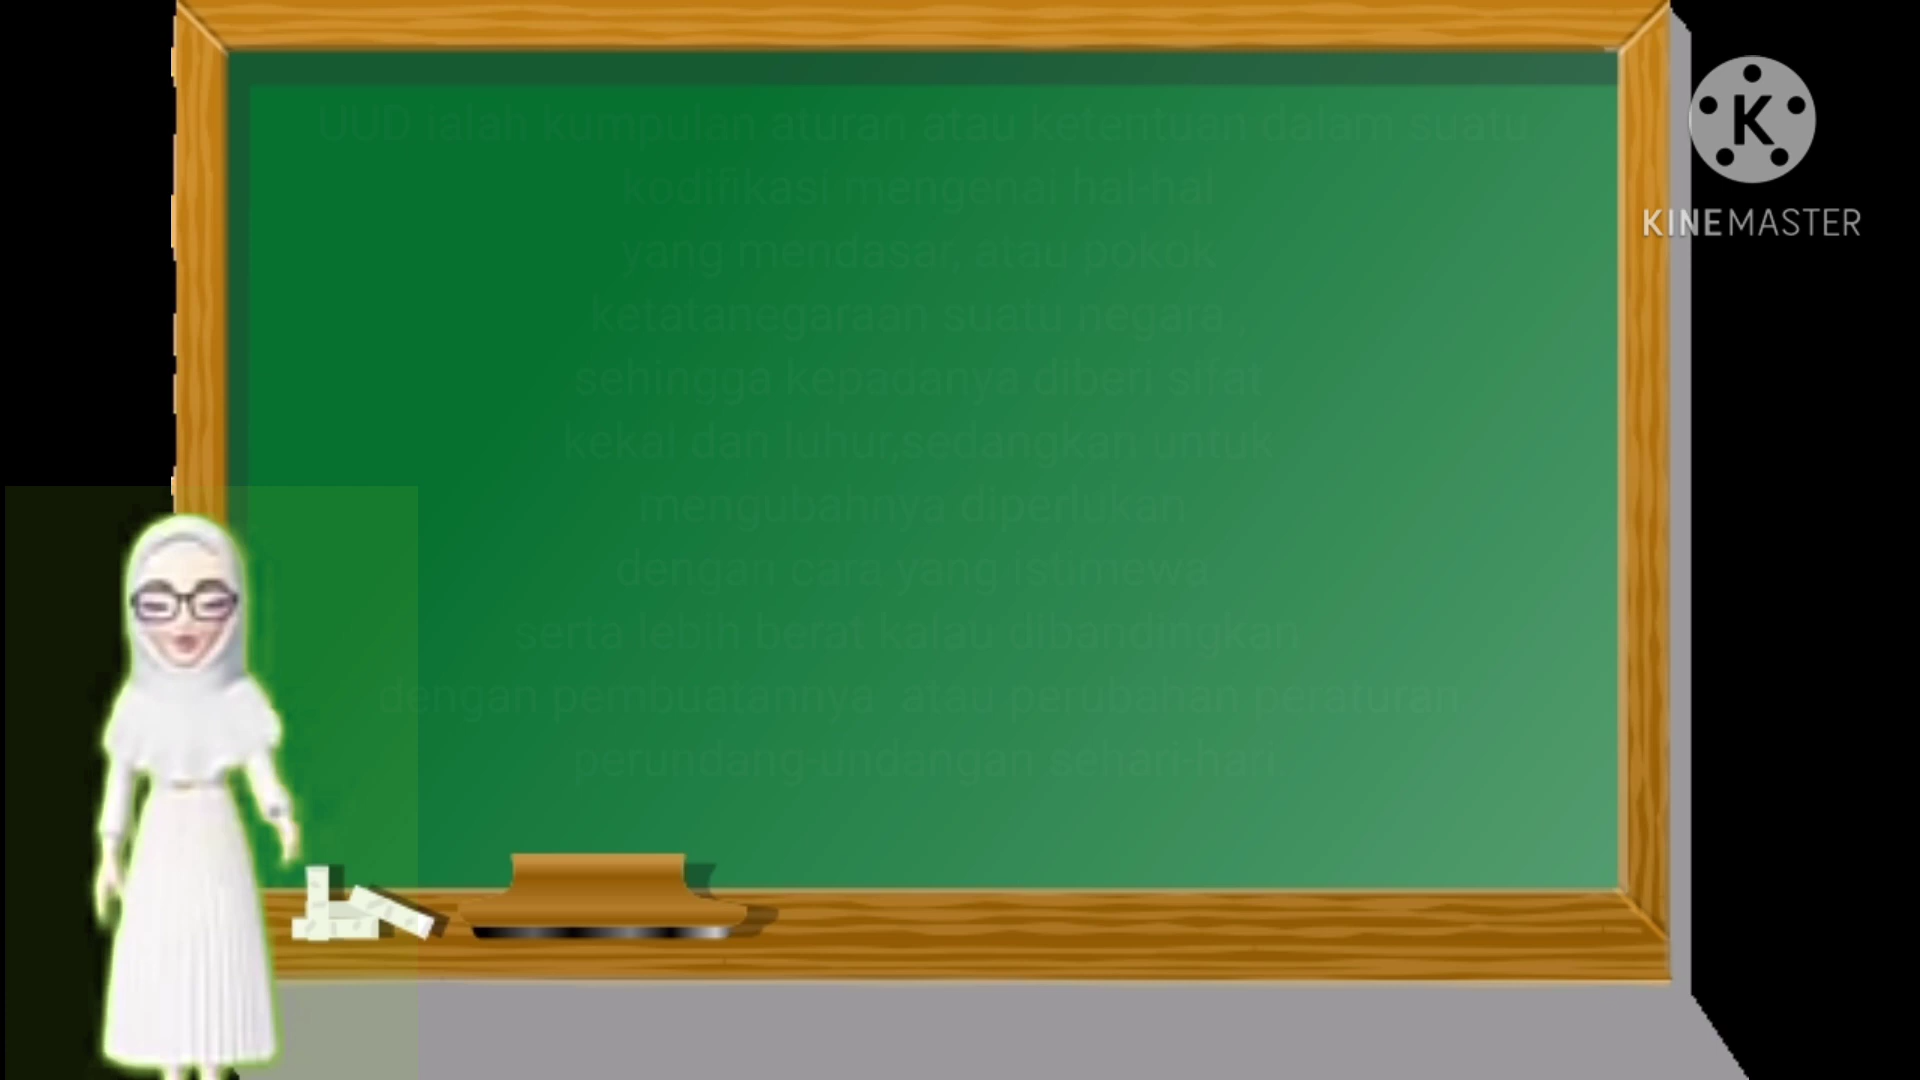 UUD ialah kumpulan aturan atau ketentuan dalam suatu
kodifikasi mengenai hal-hal
yang mendasar, atau pokok
ketatanegaraan suatu negara ,
sehingga kepadanya diberi sifat
kekal dan luhur,sedangkan untuk
mengubahnya diperlukan
dengan cara yang istimewa
serta lebih berat kalau dibandingkan
dengan pembuatannya atau perubahan peraturan
perundang-undangan sehari-hari.
K
KINEMASTER